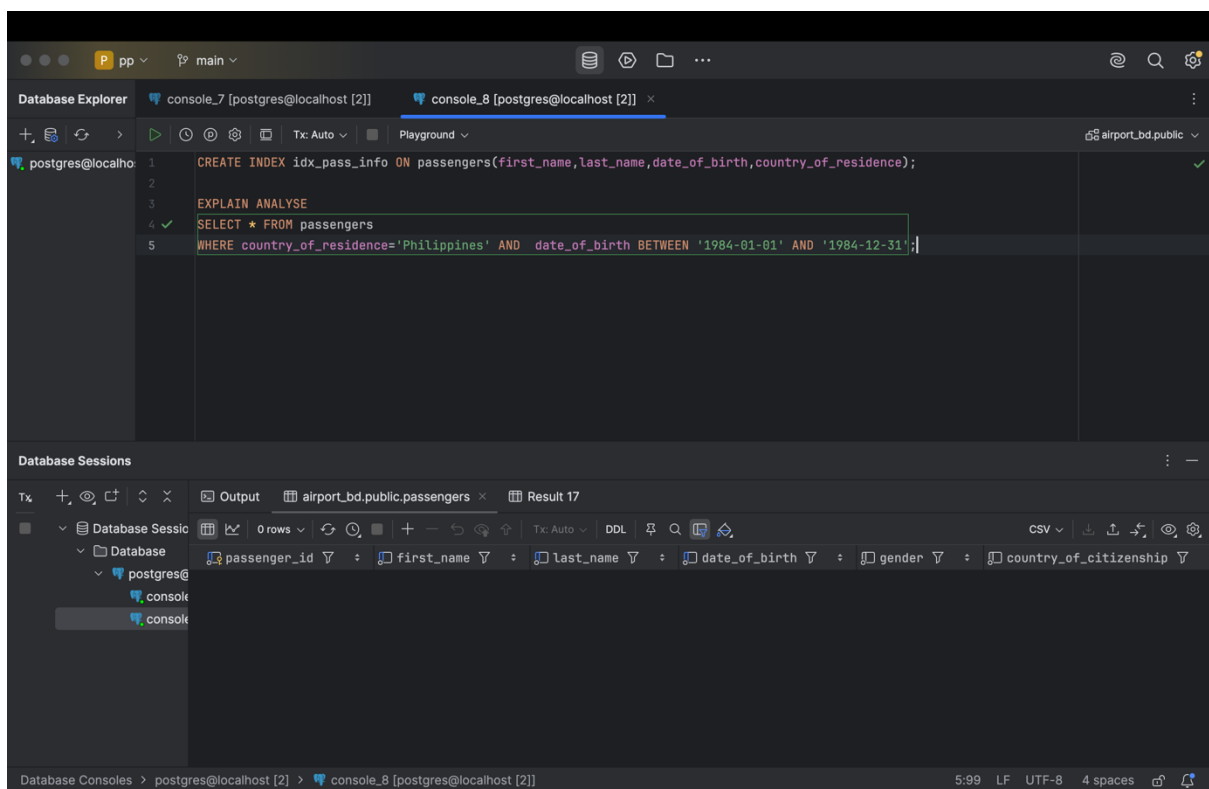 P pp main
Database Explorer console_7 [postgres@localhost [2]] console_8 [postgres@localhost [2]]
Tx: Auto Playground airport_bd.public
postgres@localho
1 CREATE INDEX idx_pass_info ON passengers(first_name,last_name,date_of_birth,country_of_residence);
2
3 EXPLAIN ANALYSE
4 SELECT * FROM passengers
5 WHERE country_of_residence='Philippines' AND  date_of_birth BETWEEN '1984-01-01' AND '1984-12-31';
Database Sessions
Tx Output airport_bd.public.passengers Result 17
Database Sessio 0 rows Tx: Auto DDL CSV
Database passenger_id first_name last_name date_of_birth gender country_of_citizenship
postgres@
console
console
Database Consoles > postgres@localhost [2] > console_8 [postgres@localhost [2]] 5:99 LF UTF-8 4 spaces